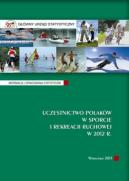 GŁÓWNY URZĄD STATYSTYCZNY
INFORMACJE I OPRACOWANIA STATYSTYCZNE
UCZESTNICTWO POLAKÓW
W SPORCIE
I REKREACJI RUCHOWEJ
W 2012 R.
Warszawa 2013